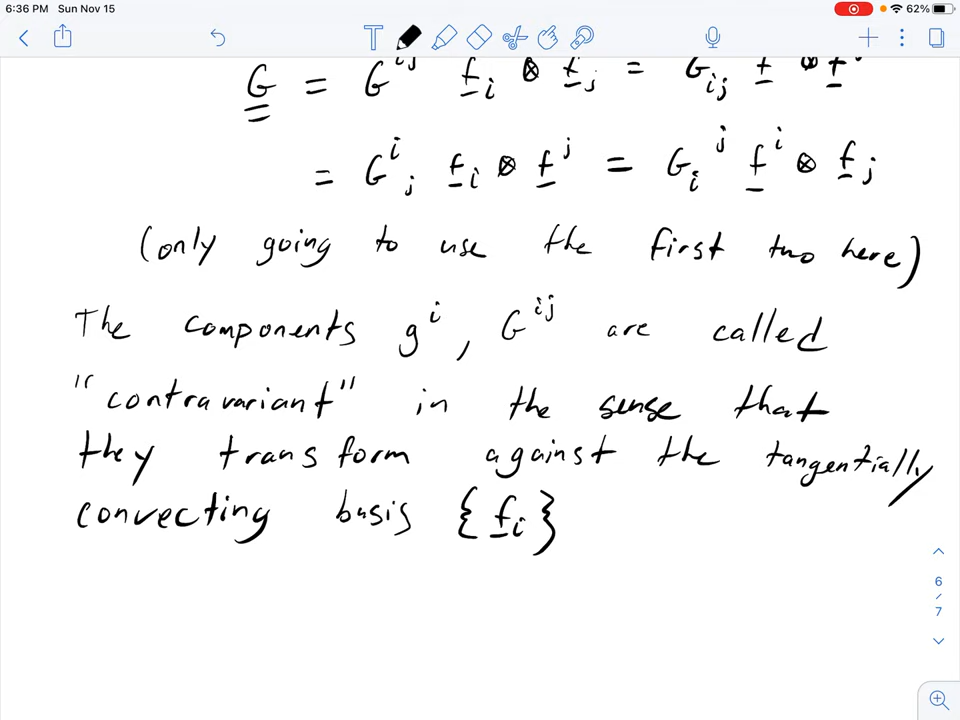 6:36 PM Sun Nov 15 62%
G = G^{ij} f_i ⊗ f_j = G_{ij} f^i ⊗ f^j
= G^i_j f_i ⊗ f^j = G_i^j f^i ⊗ f_j
(only going to use the first two here)
The components g^i, G^{ij} are called
"contravariant" in the sense that
they transform against the tangentially
convecting basis {f_i}
6
/
7